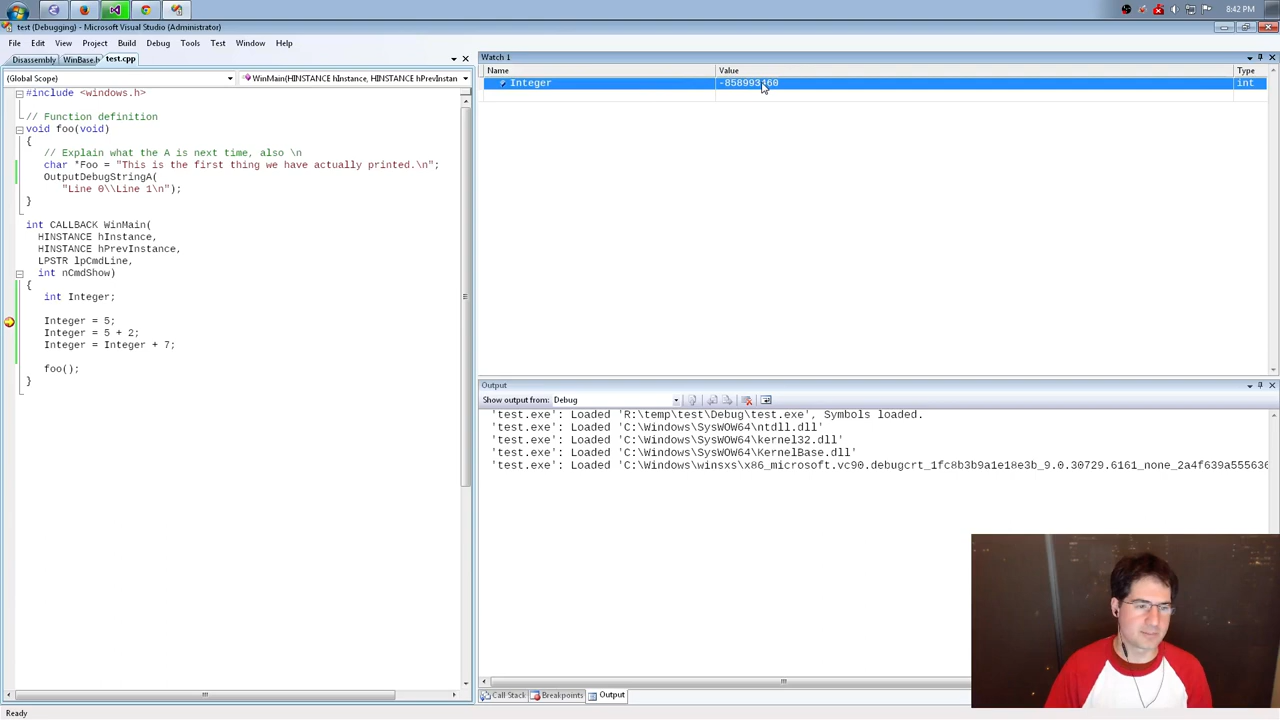 8:42 PM
test (Debugging) - Microsoft Visual Studio (Administrator)
File Edit View Project Build Debug Tools Test Window Help
Disassembly WinBase.h test.cpp
(Global Scope) WinMain(HINSTANCE hInstance, HINSTANCE hPrevInstan
#include <windows.h>
// Function definition
void foo(void)
{
// Explain what the A is next time, also \n
char *Foo = "This is the first thing we have actually printed.\n";
OutputDebugStringA(
"Line 0\\Line 1\n");
}
int CALLBACK WinMain(
HINSTANCE hInstance,
HINSTANCE hPrevInstance,
LPSTR lpCmdLine,
int nCmdShow)
{
int Integer;
Integer = 5;
Integer = 5 + 2;
Integer = Integer + 7;
foo();
}
Watch 1
Name Value Type
Integer -858993460 int
Output
Show output from: Debug
'test.exe': Loaded 'R:\temp\test\Debug\test.exe', Symbols loaded.
'test.exe': Loaded 'C:\Windows\SysWOW64\ntdll.dll'
'test.exe': Loaded 'C:\Windows\SysWOW64\kernel32.dll'
'test.exe': Loaded 'C:\Windows\SysWOW64\KernelBase.dll'
'test.exe': Loaded 'C:\Windows\winsxs\x86_microsoft.vc90.debugcrt_1fc8b3b9a1e18e3b_9.0.30729.6161_none_2a4f639a555636
Call Stack Breakpoints Output
Ready